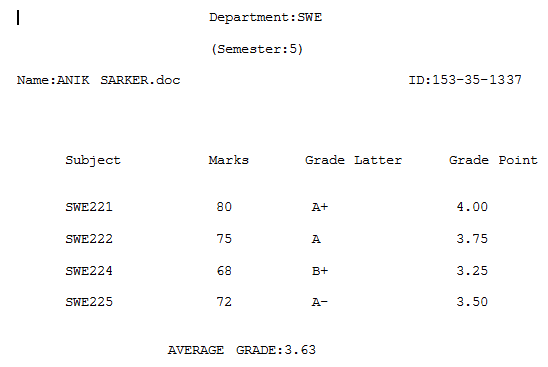 Department:SWE
(Semester:5)
Name:ANIK SARKER.doc ID:153-35-1337
Subject Marks Grade Latter Grade Point
SWE221 80 A+ 4.00
SWE222 75 A 3.75
SWE224 68 B+ 3.25
SWE225 72 A- 3.50
AVERAGE GRADE:3.63